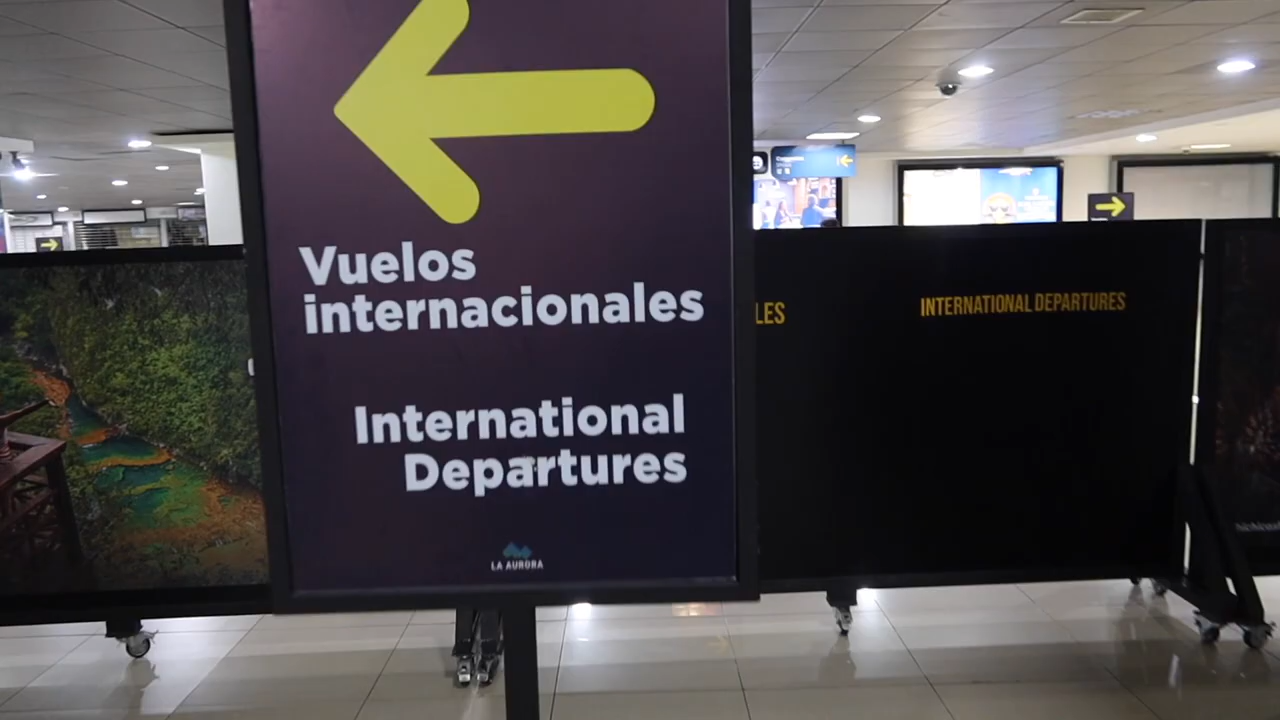 Vuelos
internacionales
International
Departures
LA AURORA
LES
INTERNATIONAL DEPARTURES